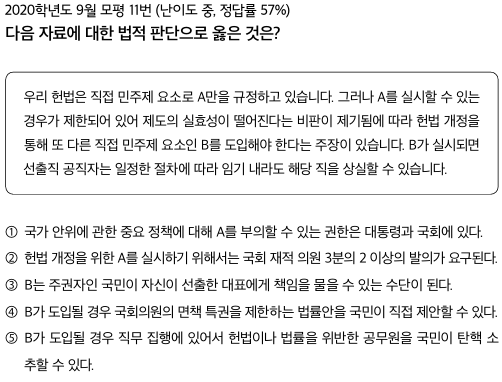 2020학년도 9월 모평 11번 (난이도 중, 정답률 57%)
다음 자료에 대한 법적 판단으로 옳은 것은?
우리 헌법은 직접 민주제 요소로 A만을 규정하고 있습니다. 그러나 A를 실시할 수 있는
경우가 제한되어 있어 제도의 실효성이 떨어진다는 비판이 제기됨에 따라 헌법 개정을
통해 또 다른 직접 민주제 요소인 B를 도입해야 한다는 주장이 있습니다. B가 실시되면
선출직 공직자는 일정한 절차에 따라 임기 내라도 해당 직을 상실할 수 있습니다.
① 국가 안위에 관한 중요 정책에 대해 A를 부의할 수 있는 권한은 대통령과 국회에 있다.
② 헌법 개정을 위한 A를 실시하기 위해서는 국회 재적 의원 3분의 2 이상의 발의가 요구된다.
③ B는 주권자인 국민이 자신이 선출한 대표에게 책임을 물을 수 있는 수단이 된다.
④ B가 도입될 경우 국회의원의 면책 특권을 제한하는 법률안을 국민이 직접 제안할 수 있다.
⑤ B가 도입될 경우 직무 집행에 있어서 헌법이나 법률을 위반한 공무원을 국민이 탄핵 소
추할 수 있다.